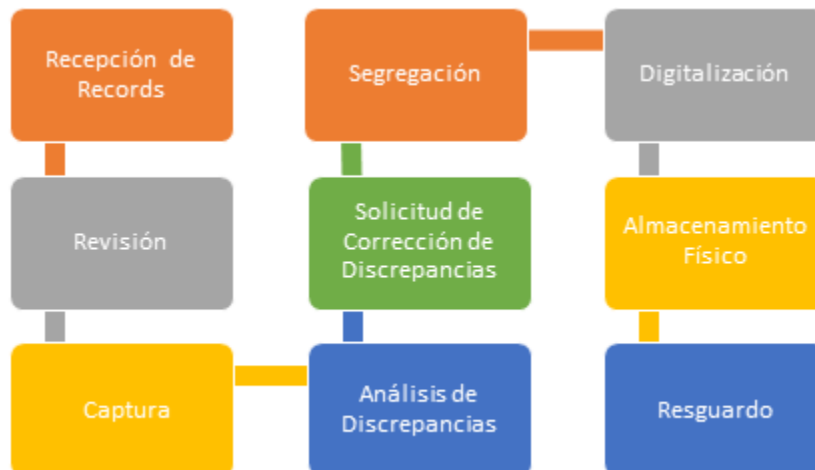 Recepción de
Records
Revisión
Captura
Análisis de
Discrepancias
Solicitud de
Corrección de
Discrepancias
Segregación
Digitalización
Almacenamiento
Físico
Resguardo